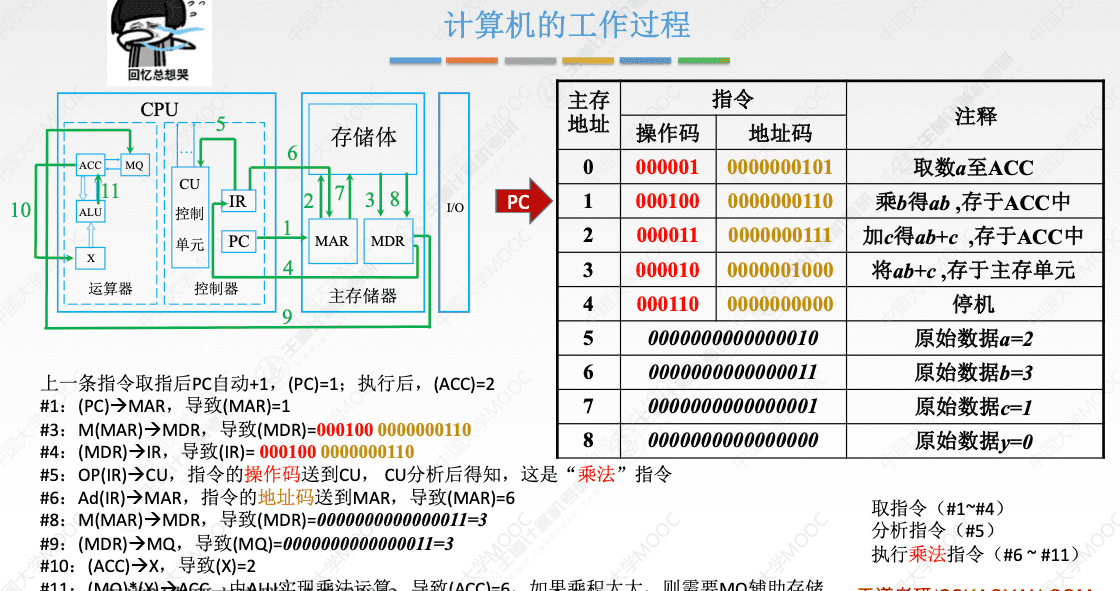 计算机的工作过程
回忆总想哭
CPU
ACC
MQ
ALU
X
运算器
...
CU
控制
单元
IR
PC
控制器
存储体
MAR
MDR
主存储器
I/O
1
2
3
4
5
6
7
8
9
10
11
PC
主存地址 指令 注释
操作码 地址码
0 000001 0000000101 取数a至ACC
1 000100 0000000110 乘b得ab ,存于ACC中
2 000011 0000000111 加c得ab+c ,存于ACC中
3 000010 0000001000 将ab+c ,存于主存单元
4 000110 0000000000 停机
5 0000000000000010 原始数据a=2
6 0000000000000011 原始数据b=3
7 0000000000000001 原始数据c=1
8 0000000000000000 原始数据y=0
上一条指令取指后PC自动+1，(PC)=1；执行后，(ACC)=2
#1：(PC)→MAR，导致(MAR)=1
#3：M(MAR)→MDR，导致(MDR)=000100 0000000110
#4：(MDR)→IR，导致(IR)= 000100 0000000110
#5：OP(IR)→CU，指令的操作码送到CU， CU分析后得知，这是“乘法”指令
#6：Ad(IR)→MAR，指令的地址码送到MAR，导致(MAR)=6
#8：M(MAR)→MDR，导致(MDR)=0000000000000011=3
#9：(MDR)→MQ，导致(MQ)=0000000000000011=3
#10：(ACC)→X，导致(X)=2
#11：(MQ)*(X)→ACC，由ALU实现乘法运算，导致(ACC)=6，如果乘积太大，则需要MQ辅助存储
取指令（#1~#4）
分析指令（#5）
执行乘法指令（#6 ~ #11）
王道考研/CSKAOYAN.COM